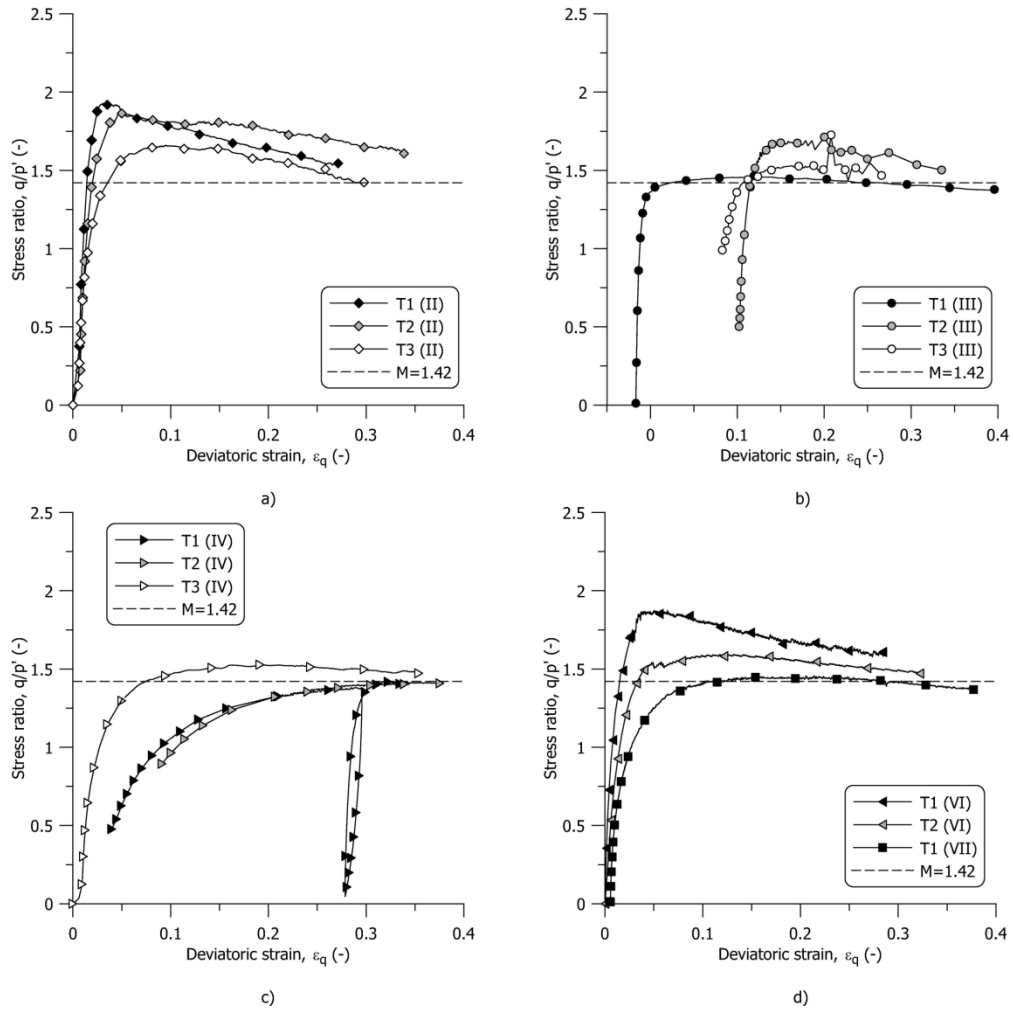 2.5
2
1.5
1
0.5
0
Stress ratio, q/p' (-)
T1 (II)
T2 (II)
T3 (II)
M=1.42
0 0.1 0.2 0.3 0.4
Deviatoric strain, εq (-)
a)
2.5
2
1.5
1
0.5
0
Stress ratio, q/p' (-)
T1 (III)
T2 (III)
T3 (III)
M=1.42
0 0.1 0.2 0.3 0.4
Deviatoric strain, εq (-)
b)
2.5
2
1.5
1
0.5
0
Stress ratio, q/p' (-)
T1 (IV)
T2 (IV)
T3 (IV)
M=1.42
0 0.1 0.2 0.3 0.4
Deviatoric strain, εq (-)
c)
2.5
2
1.5
1
0.5
0
Stress ratio, q/p' (-)
T1 (VI)
T2 (VI)
T1 (VII)
M=1.42
0 0.1 0.2 0.3 0.4
Deviatoric strain, εq (-)
d)